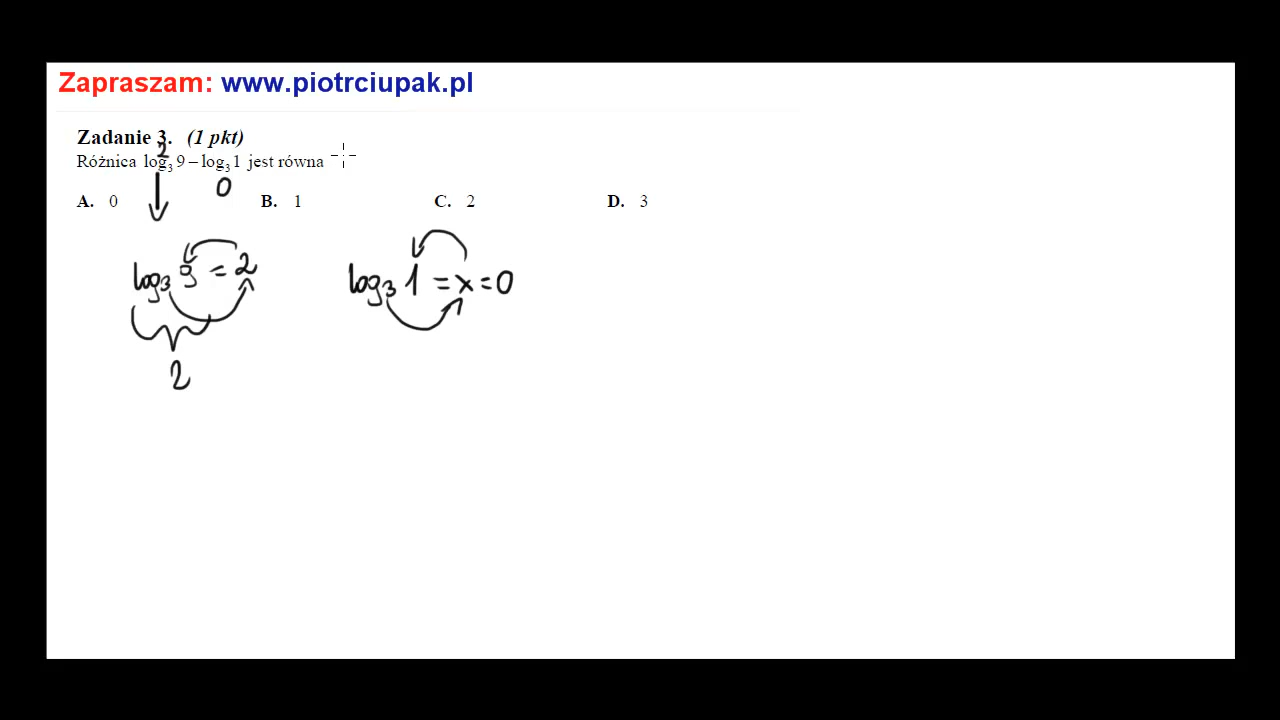 Zapraszam: www.piotrciupak.pl
Zadanie 3. (1 pkt)
2
Różnica log₃ 9 – log₃ 1 jest równa
0
A. 0 B. 1 C. 2 D. 3
log₃ 9 = 2 log₃ 1 = x = 0
2